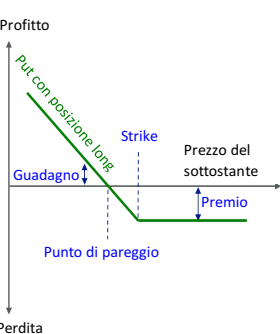 Profitto
Put con posizione long
Strike
Prezzo del
sottostante
Guadagno
Premio
Punto di pareggio
Perdita